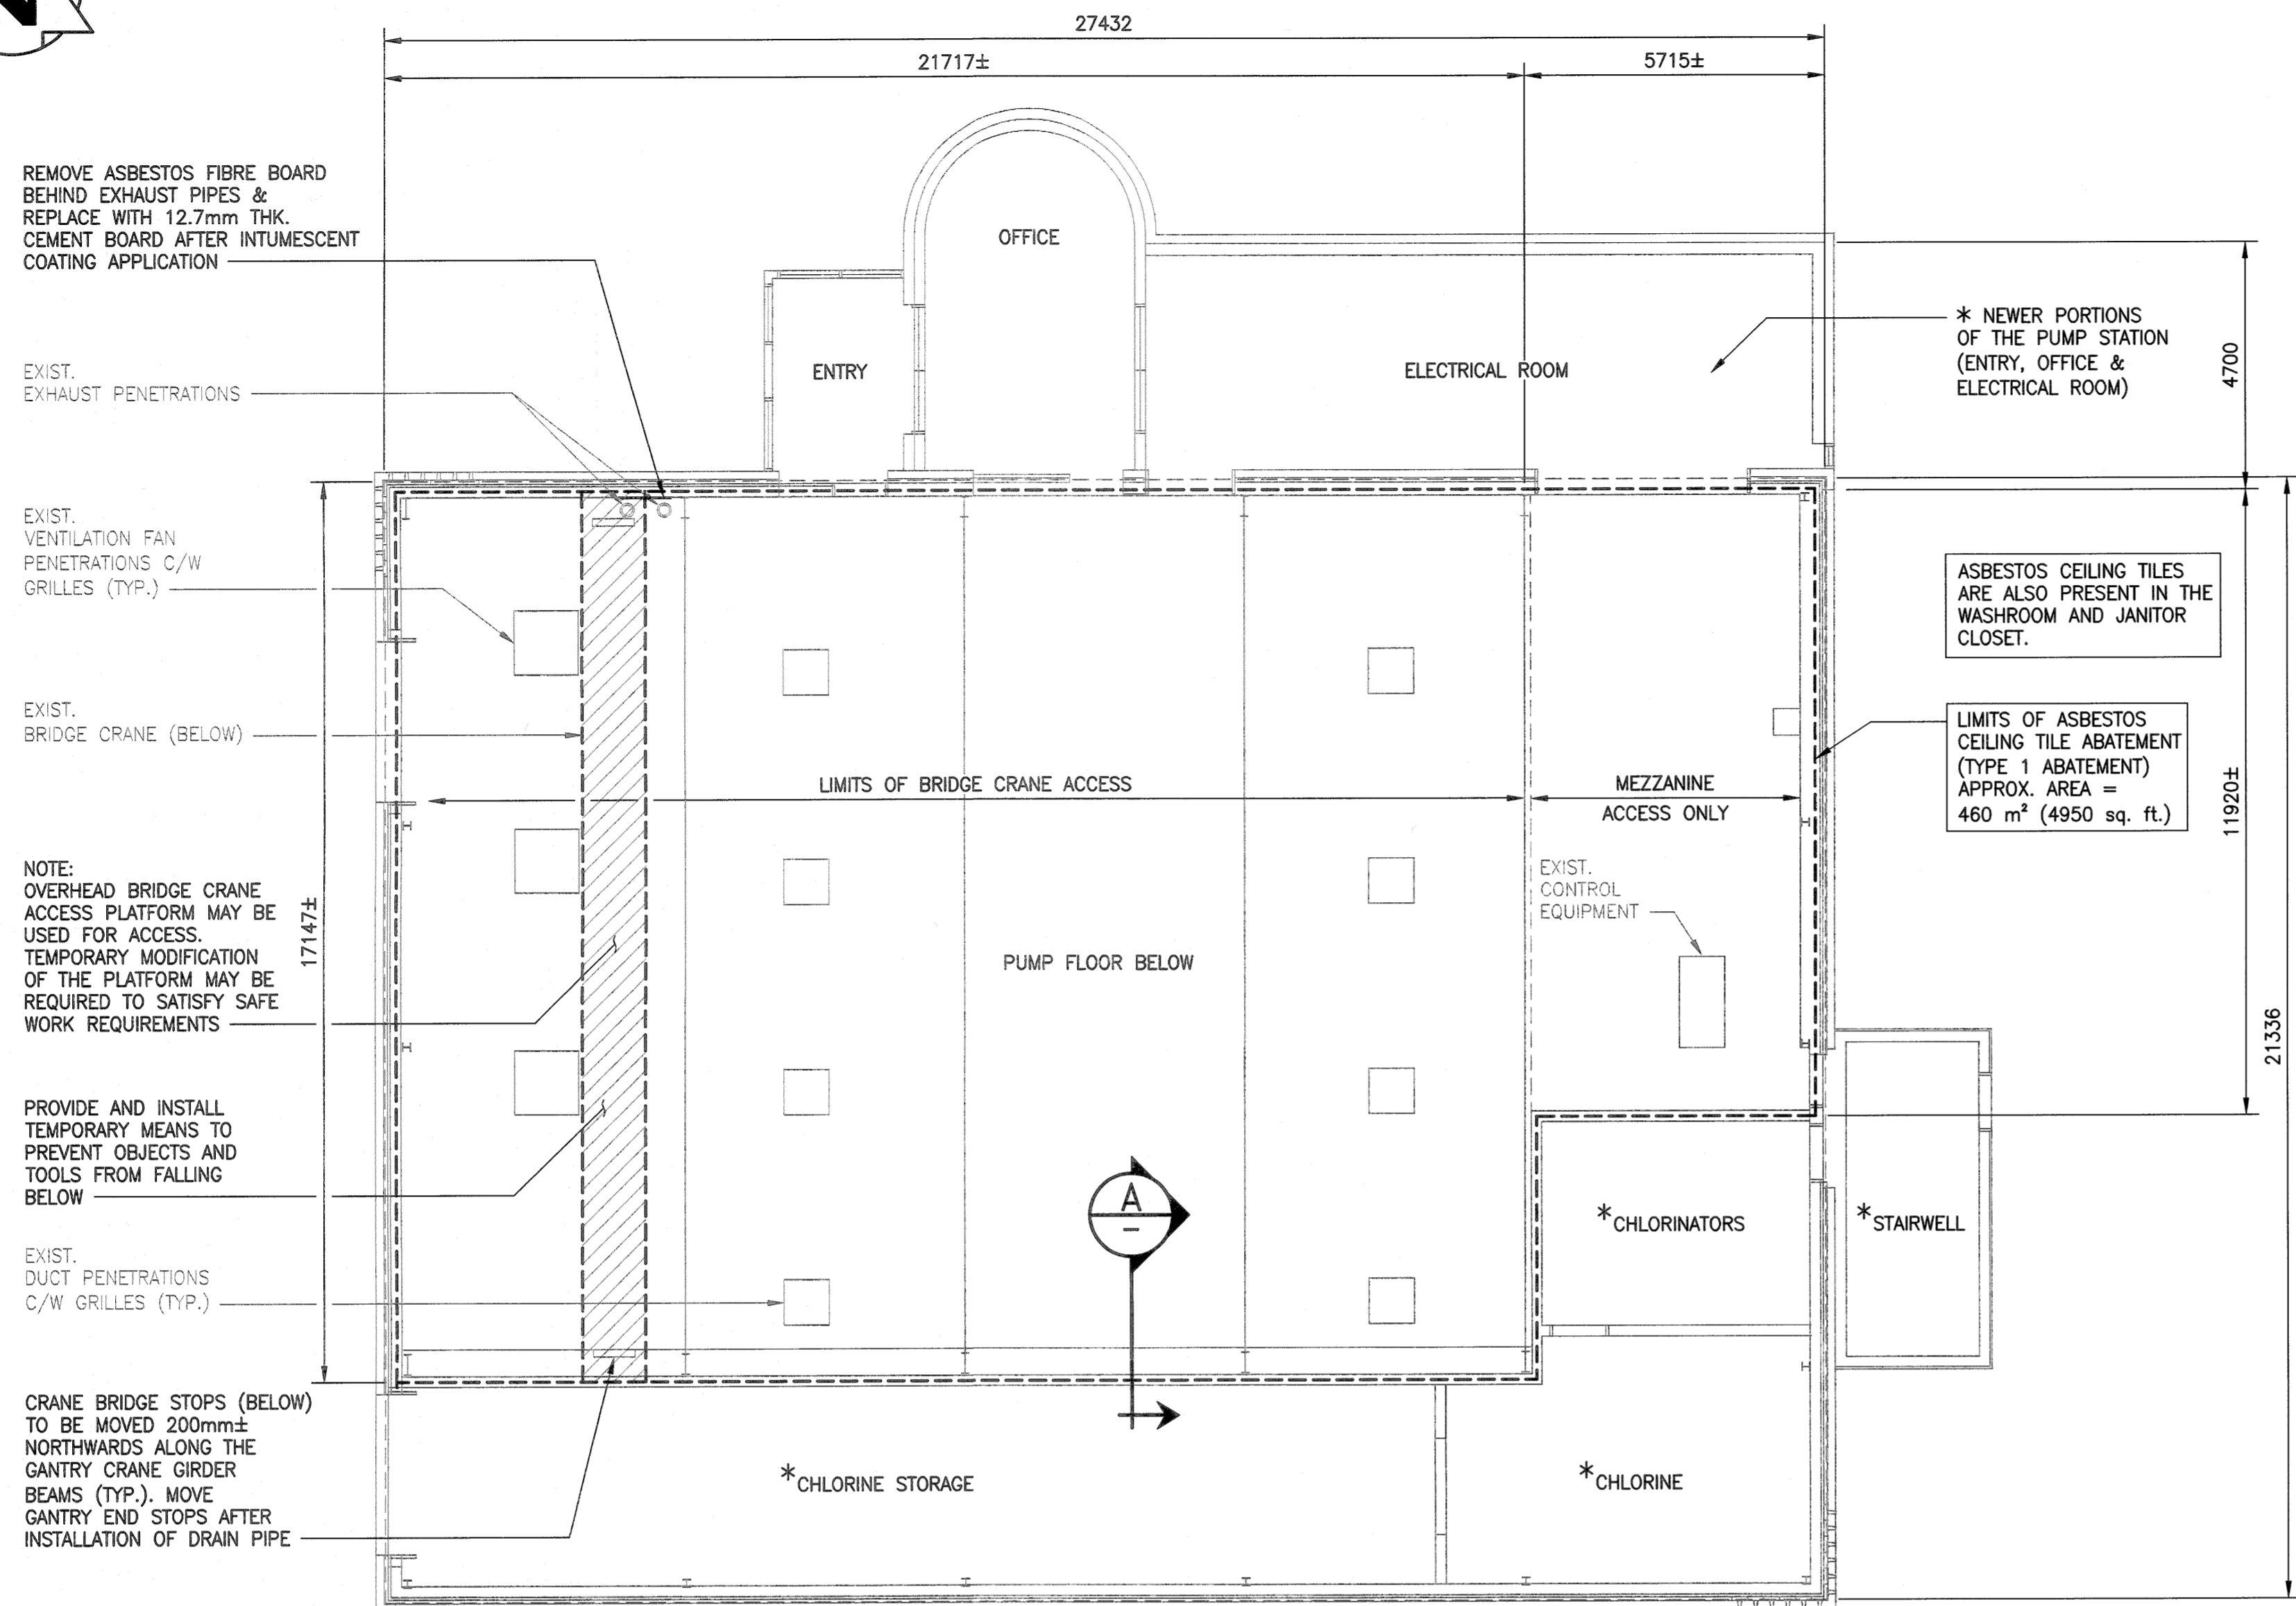 27432
21717±
5715±
REMOVE ASBESTOS FIBRE BOARD
BEHIND EXHAUST PIPES &
REPLACE WITH 12.7mm THK.
CEMENT BOARD AFTER INTUMESCENT
COATING APPLICATION
OFFICE
* NEWER PORTIONS
OF THE PUMP STATION
(ENTRY, OFFICE &
ELECTRICAL ROOM)
4700
EXIST.
EXHAUST PENETRATIONS
ENTRY
ELECTRICAL ROOM
EXIST.
VENTILATION FAN
PENETRATIONS C/W
GRILLES (TYP.)
ASBESTOS CEILING TILES
ARE ALSO PRESENT IN THE
WASHROOM AND JANITOR
CLOSET.
EXIST.
BRIDGE CRANE (BELOW)
LIMITS OF ASBESTOS
CEILING TILE ABATEMENT
(TYPE 1 ABATEMENT)
APPROX. AREA =
460 m² (4950 sq. ft.)
11920±
LIMITS OF BRIDGE CRANE ACCESS
MEZZANINE
ACCESS ONLY
NOTE:
OVERHEAD BRIDGE CRANE
ACCESS PLATFORM MAY BE
USED FOR ACCESS.
TEMPORARY MODIFICATION
OF THE PLATFORM MAY BE
REQUIRED TO SATISFY SAFE
WORK REQUIREMENTS
17147±
EXIST.
CONTROL
EQUIPMENT
PUMP FLOOR BELOW
21336
PROVIDE AND INSTALL
TEMPORARY MEANS TO
PREVENT OBJECTS AND
TOOLS FROM FALLING
BELOW
A
–
*CHLORINATORS
*STAIRWELL
EXIST.
DUCT PENETRATIONS
C/W GRILLES (TYP.)
CRANE BRIDGE STOPS (BELOW)
TO BE MOVED 200mm±
NORTHWARDS ALONG THE
GANTRY CRANE GIRDER
BEAMS (TYP.). MOVE
GANTRY END STOPS AFTER
INSTALLATION OF DRAIN PIPE
*CHLORINE STORAGE
*CHLORINE